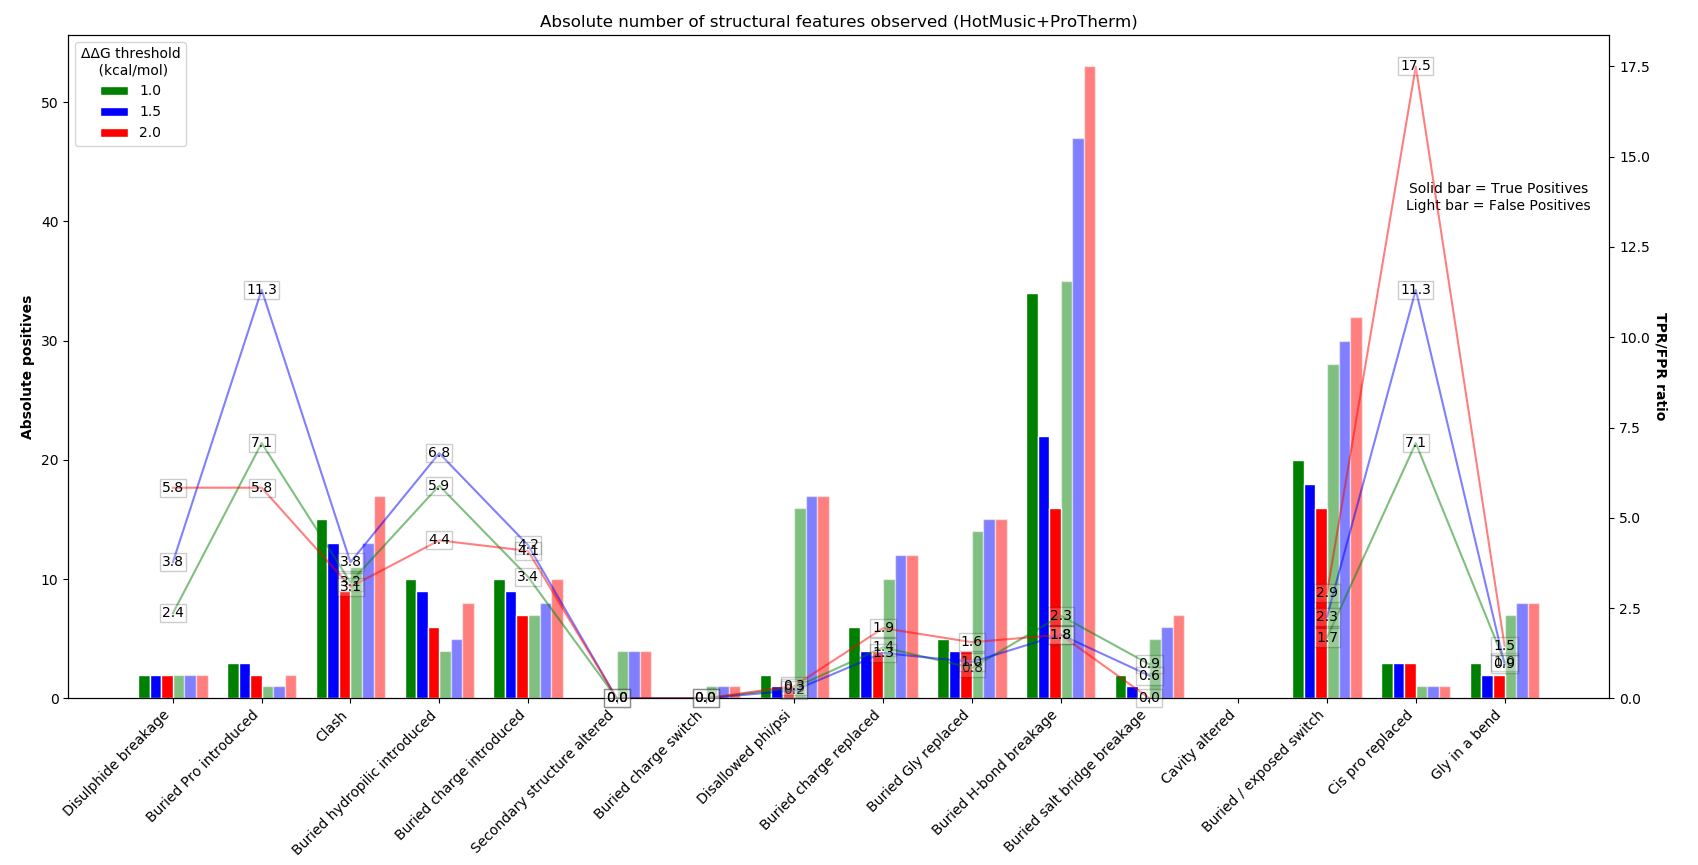 Absolute number of structural features observed (HotMusic+ProTherm)
ΔΔG threshold
(kcal/mol)
1.0
1.5
2.0
Solid bar = True Positives
Light bar = False Positives
Absolute positives
50
40
30
20
10
0
TPR/FPR ratio
17.5
15.0
12.5
10.0
7.5
5.0
2.5
0.0
5.8
3.8
2.4
11.3
7.1
5.8
3.8
3.2
3.1
6.8
5.9
4.4
4.2
4.1
3.4
0.0
0.0
0.3
0.2
1.9
1.4
1.3
1.6
1.0
0.8
2.3
1.8
0.9
0.6
0.0
2.9
2.3
1.7
17.5
11.3
7.1
1.5
0.9
Disulphide breakage
Buried Pro introduced
Clash
Buried hydropilic introduced
Buried charge introduced
Secondary structure altered
Buried charge switch
Disallowed phi/psi
Buried charge replaced
Buried Gly replaced
Buried H-bond breakage
Buried salt bridge breakage
Cavity altered
Buried / exposed switch
Cis pro replaced
Gly in a bend